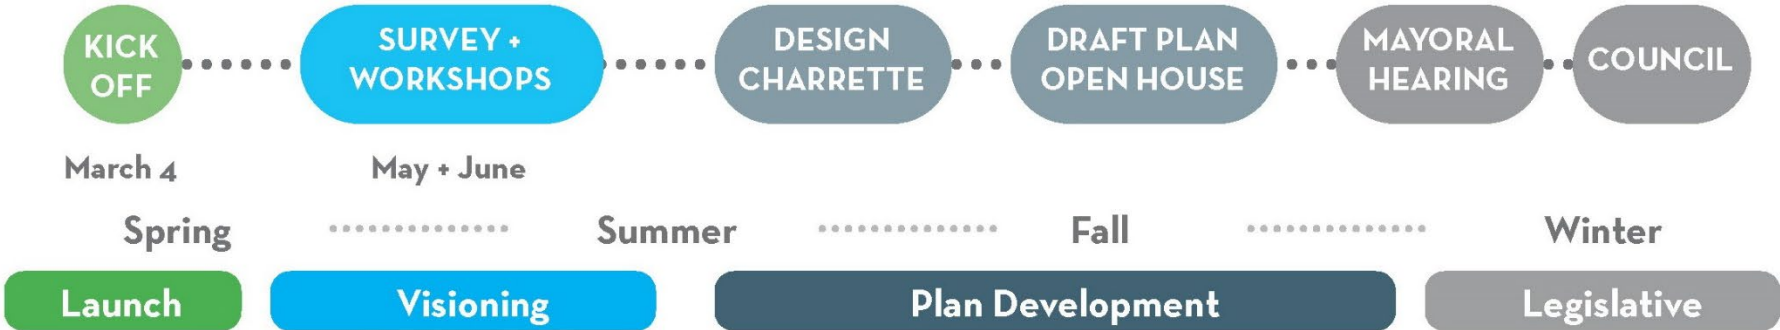 KICK
OFF
SURVEY +
WORKSHOPS
DESIGN
CHARRETTE
DRAFT PLAN
OPEN HOUSE
MAYORAL
HEARING
COUNCIL
March 4
May + June
Spring
Summer
Fall
Winter
Launch
Visioning
Plan Development
Legislative